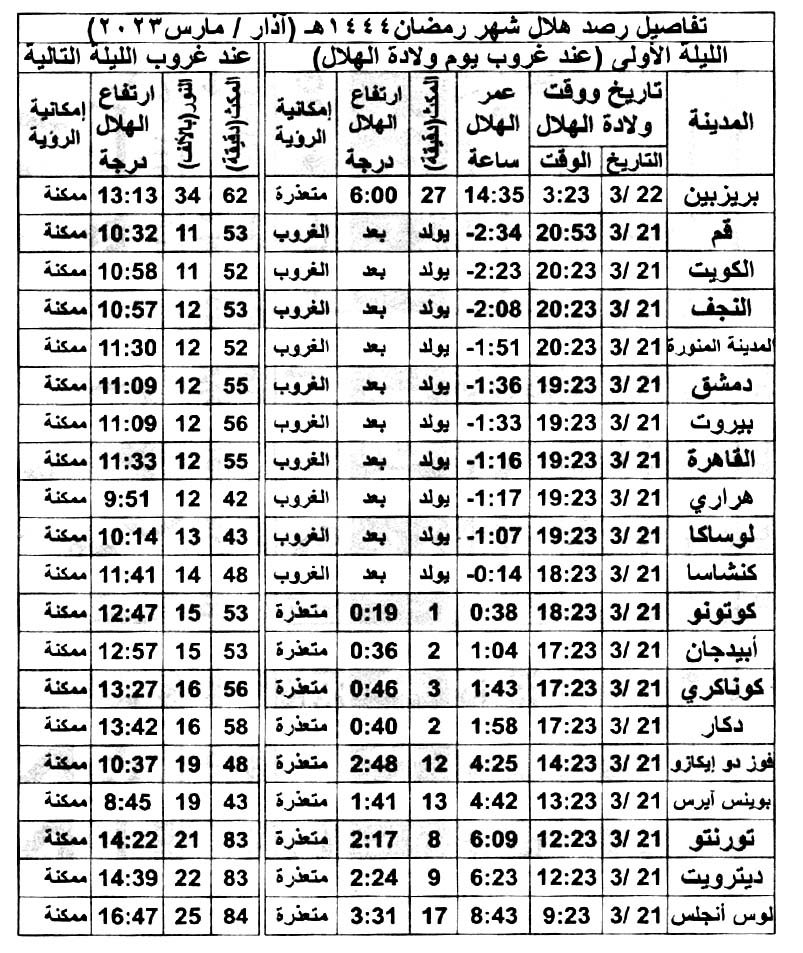 تفاصيل رصد هلال شهر رمضان ١٤٤٤هـ (آذار / مارس٢٠٢٣)
الليلة الأولى (عند غروب يوم ولادة الهلال) عند غروب الليلة التالية
المدينة تاريخ ووقت ولادة الهلال عمر الهلال ساعة المكث (دقيقة) ارتفاع الهلال درجة إمكانية الرؤية المكث (دقيقة) النور (بالألف) ارتفاع الهلال درجة إمكانية الرؤية
التاريخ الوقت
بريزبين 3/ 22 3:23 14:35 27 6:00 متعذرة 62 34 13:13 ممكنة
قم 3/ 21 20:53 -2:34 يولد بعد الغروب 53 11 10:32 ممكنة
الكويت 3/ 21 20:23 -2:23 يولد بعد الغروب 52 11 10:58 ممكنة
النجف 3/ 21 20:23 -2:08 يولد بعد الغروب 53 12 10:57 ممكنة
المدينة المنورة 3/ 21 20:23 -1:51 يولد بعد الغروب 52 12 11:30 ممكنة
دمشق 3/ 21 19:23 -1:36 يولد بعد الغروب 55 12 11:09 ممكنة
بيروت 3/ 21 19:23 -1:33 يولد بعد الغروب 56 12 11:09 ممكنة
القاهرة 3/ 21 19:23 -1:16 يولد بعد الغروب 55 12 11:33 ممكنة
هراري 3/ 21 19:23 -1:17 يولد بعد الغروب 42 12 9:51 ممكنة
لوساكا 3/ 21 19:23 -1:07 يولد بعد الغروب 43 13 10:14 ممكنة
كنشاسا 3/ 21 18:23 -0:14 يولد بعد الغروب 48 14 11:41 ممكنة
كوتونو 3/ 21 18:23 0:38 1 0:19 متعذرة 53 15 12:47 ممكنة
أبيدجان 3/ 21 17:23 1:04 2 0:36 متعذرة 53 15 12:57 ممكنة
كوناكري 3/ 21 17:23 1:43 3 0:46 متعذرة 56 16 13:27 ممكنة
دكار 3/ 21 17:23 1:58 2 0:40 متعذرة 58 16 13:42 ممكنة
فوز دو إيكازو 3/ 21 14:23 4:25 12 2:48 متعذرة 48 19 10:37 ممكنة
بوينس آيرس 3/ 21 13:23 4:42 13 1:41 متعذرة 43 19 8:45 ممكنة
تورنتو 3/ 21 12:23 6:09 8 2:17 متعذرة 83 21 14:22 ممكنة
ديترويت 3/ 21 12:23 6:23 9 2:24 متعذرة 83 22 14:39 ممكنة
لوس أنجلس 3/ 21 9:23 8:43 17 3:31 متعذرة 84 25 16:47 ممكنة